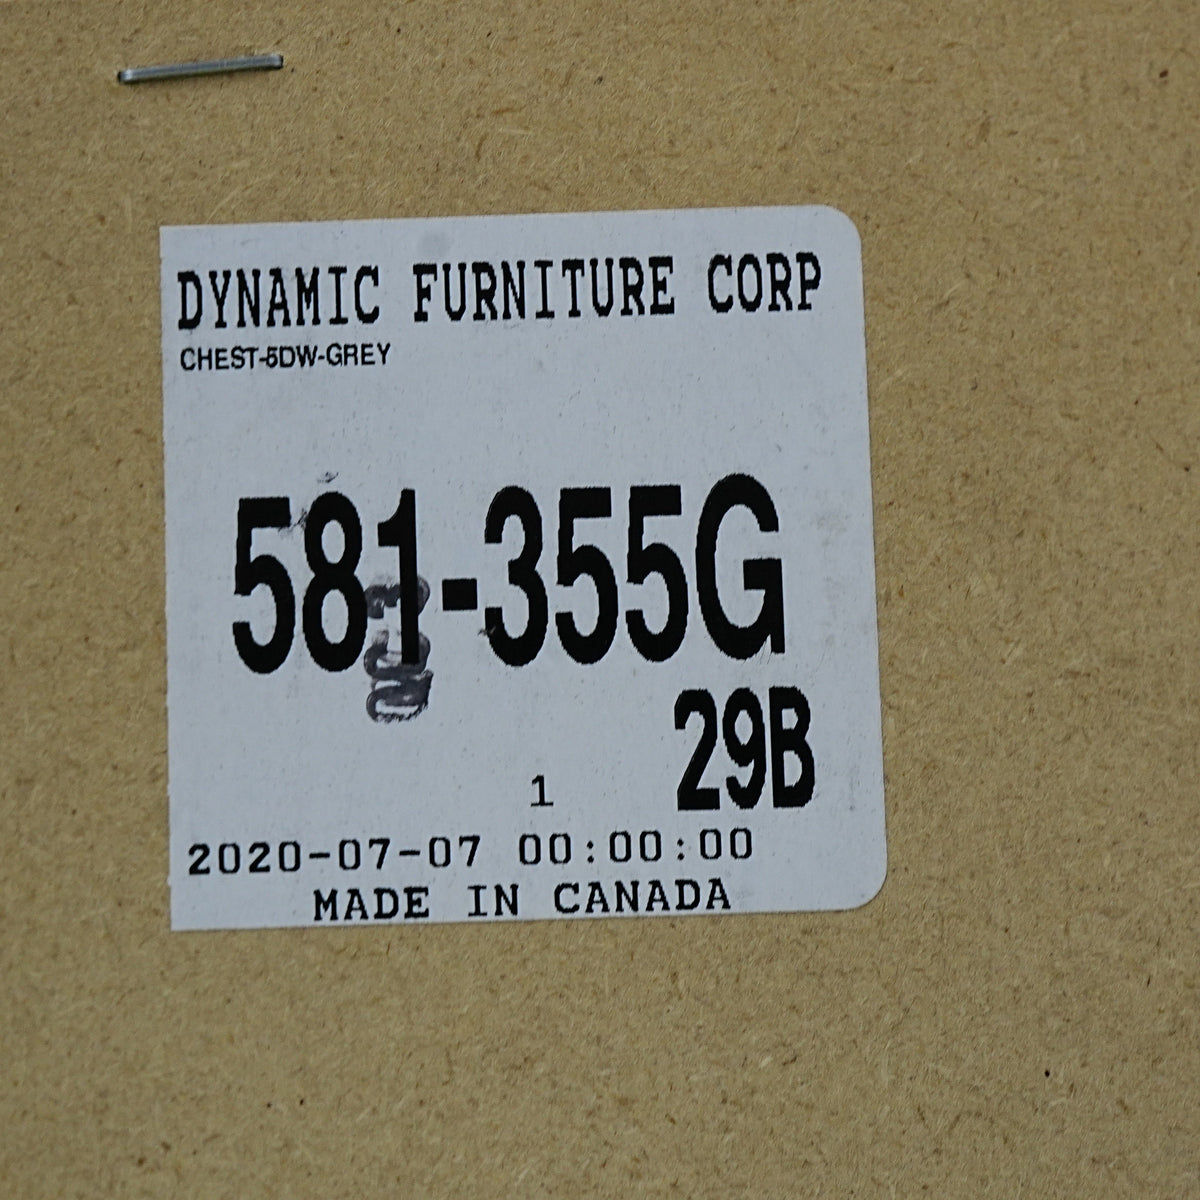 DYNAMIC FURNITURE CORP
CHEST-5DW-GREY
581-355G
29B
1
2020-07-07 00:00:00
MADE IN CANADA